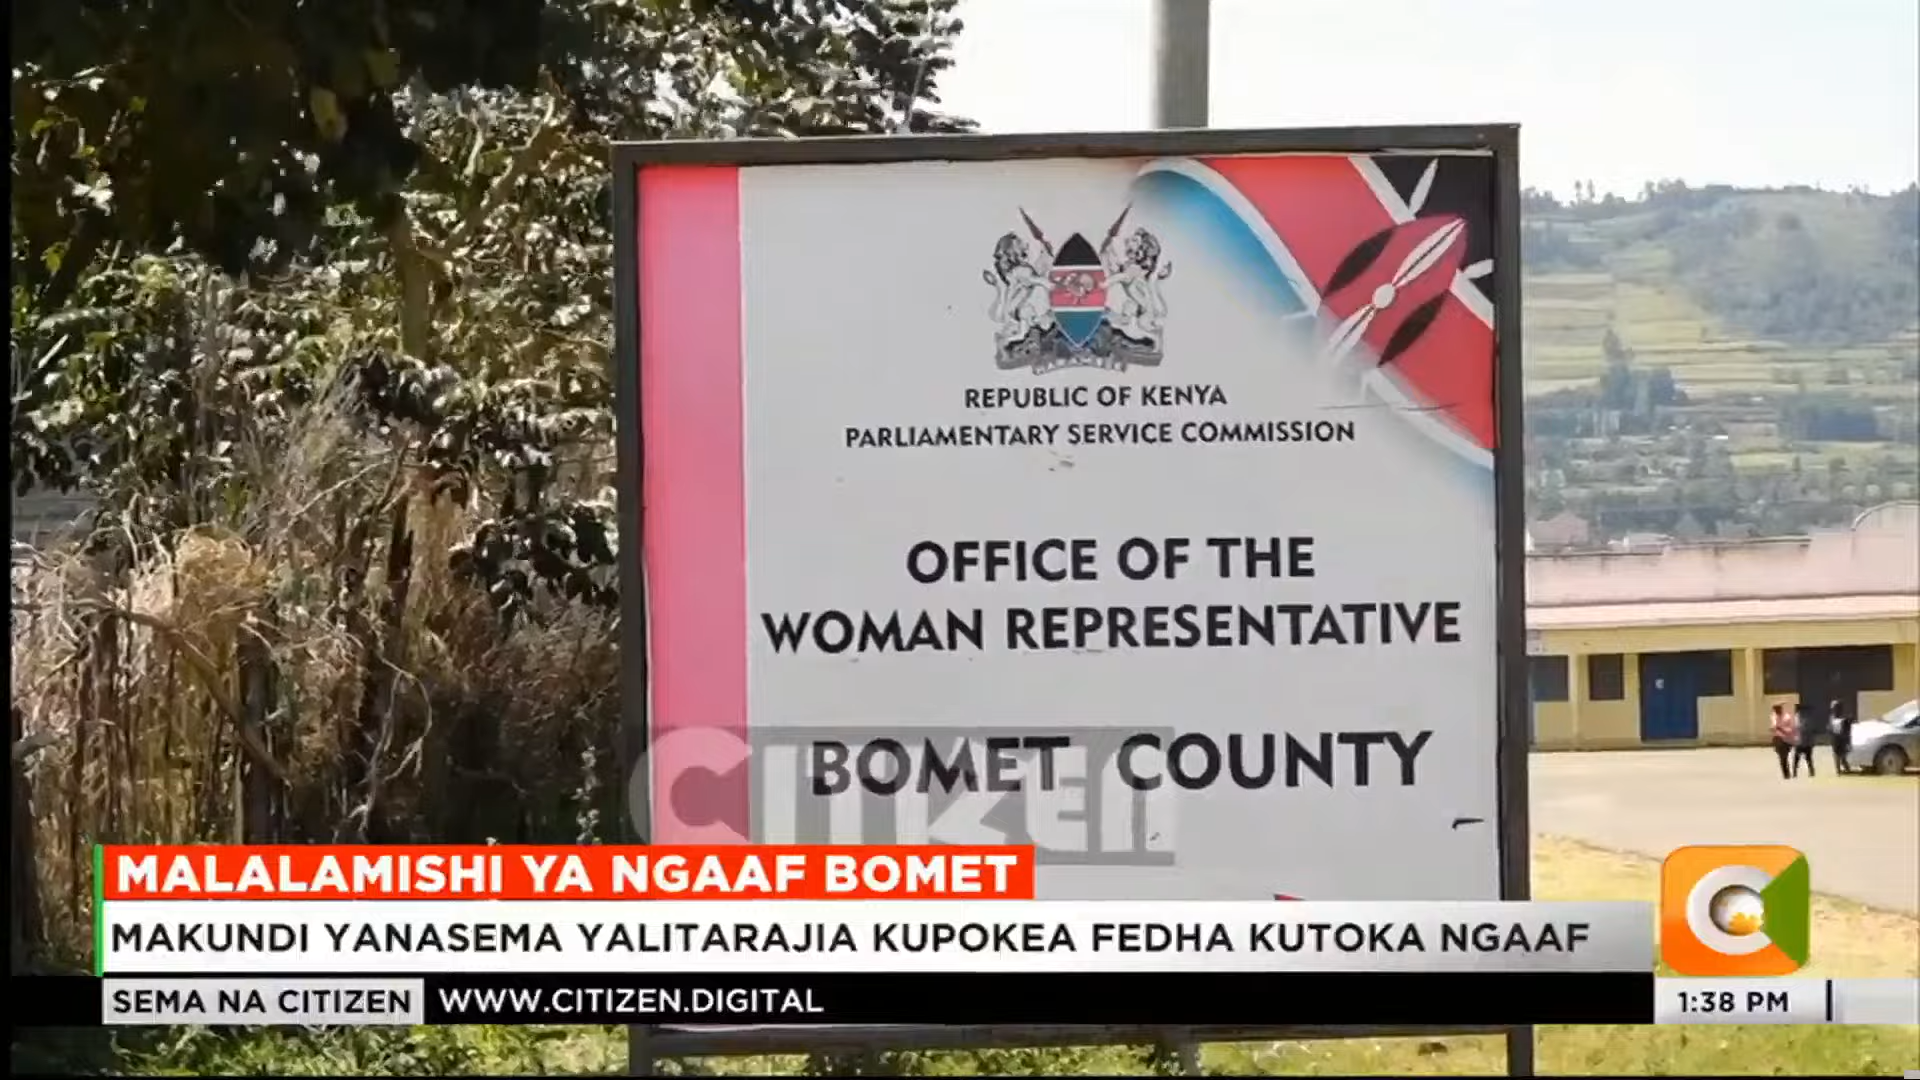 REPUBLIC OF KENYA
PARLIAMENTARY SERVICE COMMISSION
OFFICE OF THE
WOMAN REPRESENTATIVE
BOMET COUNTY
CITIZEN
MALALAMISHI YA NGAAF BOMET
MAKUNDI YANASEMA YALITARAJIA KUPOKEA FEDHA KUTOKA NGAAF
SEMA NA CITIZEN WWW.CITIZEN.DIGITAL
1:38 PM